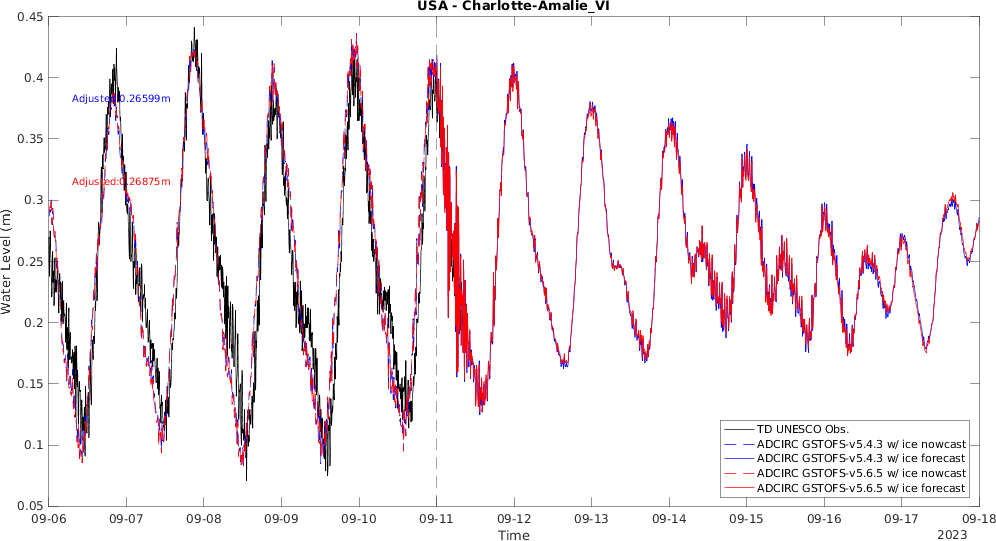 USA - Charlotte-Amalie_VI
0.45
0.4
0.35
0.3
0.25
0.2
0.15
0.1
0.05
Water Level (m)
Adjusted:0.26599m
Adjusted:0.26875m
TD UNESCO Obs.
ADCIRC GSTOFS-v5.4.3 w/ ice nowcast
ADCIRC GSTOFS-v5.4.3 w/ ice forecast
ADCIRC GSTOFS-v5.6.5 w/ ice nowcast
ADCIRC GSTOFS-v5.6.5 w/ ice forecast
09-06 09-07 09-08 09-09 09-10 09-11 09-12 09-13 09-14 09-15 09-16 09-17 09-18
Time
2023